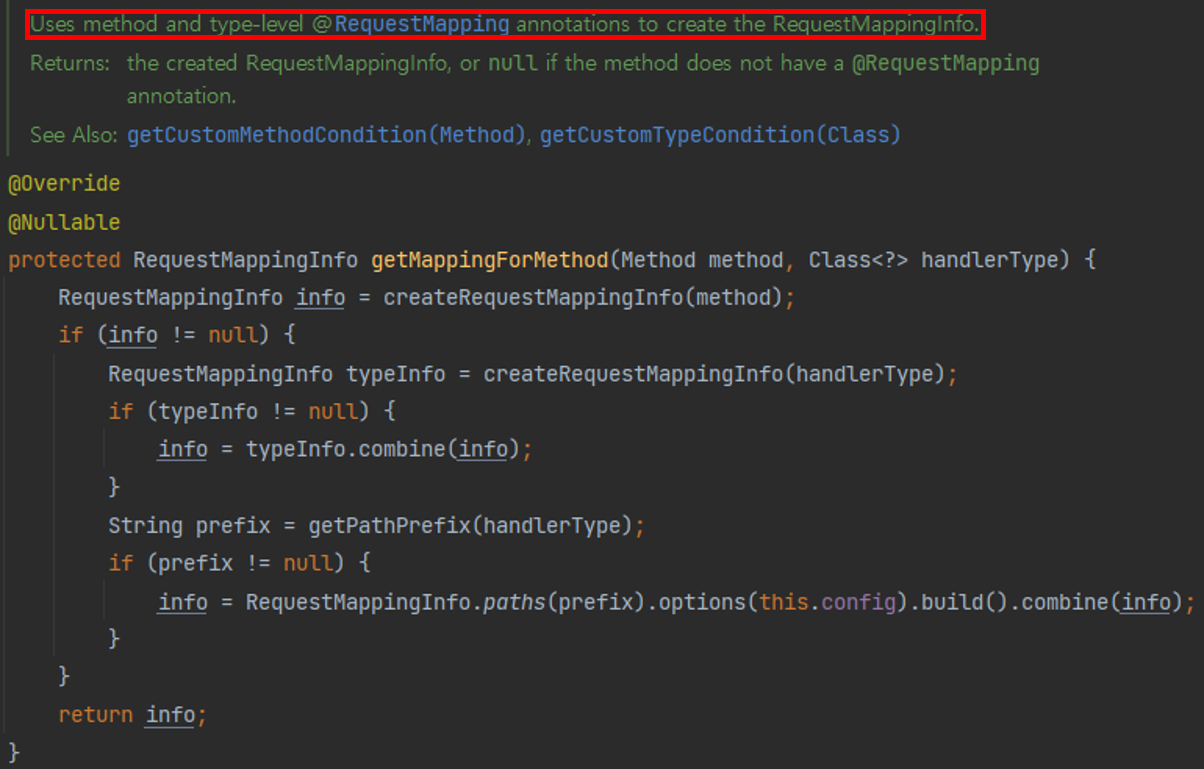 Uses method and type-level @RequestMapping annotations to create the RequestMappingInfo.
Returns: the created RequestMappingInfo, or null if the method does not have a @RequestMapping
annotation.
See Also: getCustomMethodCondition(Method), getCustomTypeCondition(Class)
@Override
@Nullable
protected RequestMappingInfo getMappingForMethod(Method method, Class<?> handlerType) {
    RequestMappingInfo info = createRequestMappingInfo(method);
    if (info != null) {
        RequestMappingInfo typeInfo = createRequestMappingInfo(handlerType);
        if (typeInfo != null) {
            info = typeInfo.combine(info);
        }
        String prefix = getPathPrefix(handlerType);
        if (prefix != null) {
            info = RequestMappingInfo.paths(prefix).options(this.config).build().combine(info);
        }
    }
    return info;
}